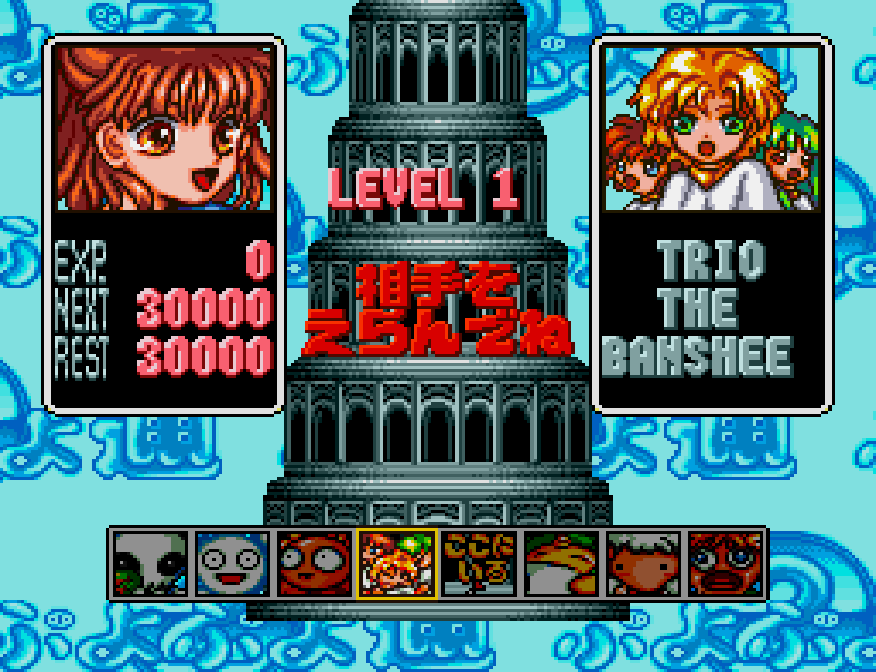 LEVEL 1
EXP. 0
NEXT 30000
REST 30000
相手を
えらんでね
TRIO
THE
BANSHEE
ここに
いる